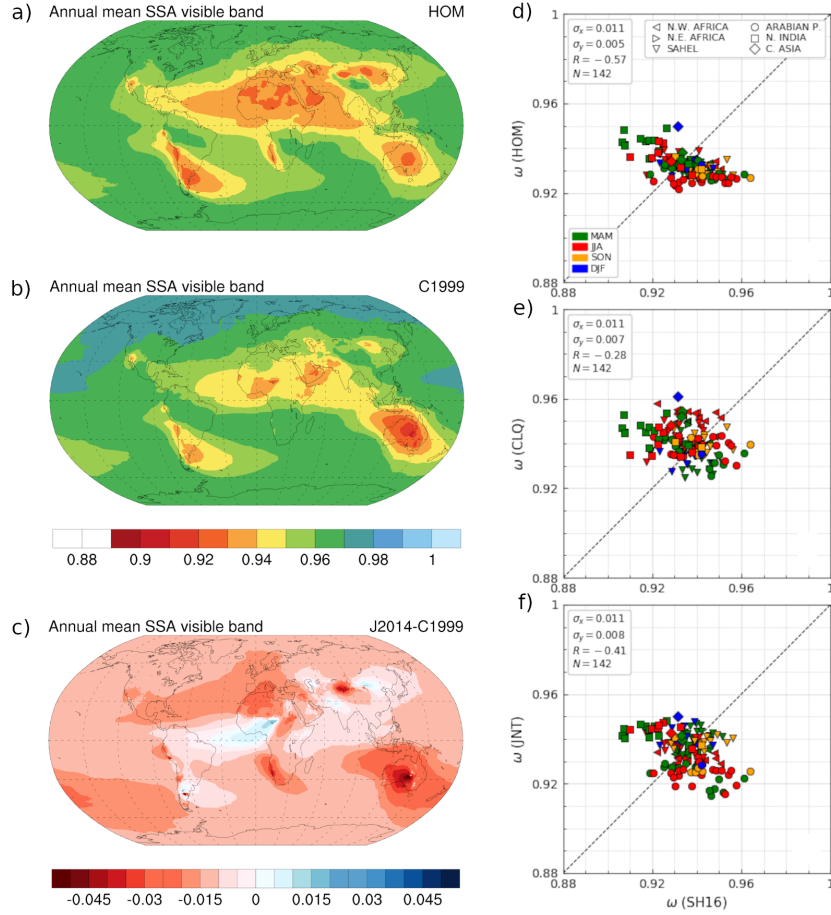 a)
Annual mean SSA visible band HOM
b)
Annual mean SSA visible band C1999
0.88 0.9 0.92 0.94 0.96 0.98 1
c)
Annual mean SSA visible band J2014-C1999
-0.045 -0.03 -0.015 0 0.015 0.03 0.045
d)
1
σx = 0.011
σy = 0.005
R = −0.57
N = 142
N.W. AFRICA
N.E. AFRICA
SAHEL
ARABIAN P.
N. INDIA
C. ASIA
0.96
0.92
0.88
ω (HOM)
MAM
JJA
SON
DJF
0.88 0.92 0.96 1
e)
1
σx = 0.011
σy = 0.007
R = −0.28
N = 142
0.96
0.92
0.88
ω (CLQ)
0.88 0.92 0.96 1
f)
1
σx = 0.011
σy = 0.008
R = −0.41
N = 142
0.96
0.92
0.88
ω (JNT)
0.88 0.92 0.96 1
ω (SH16)